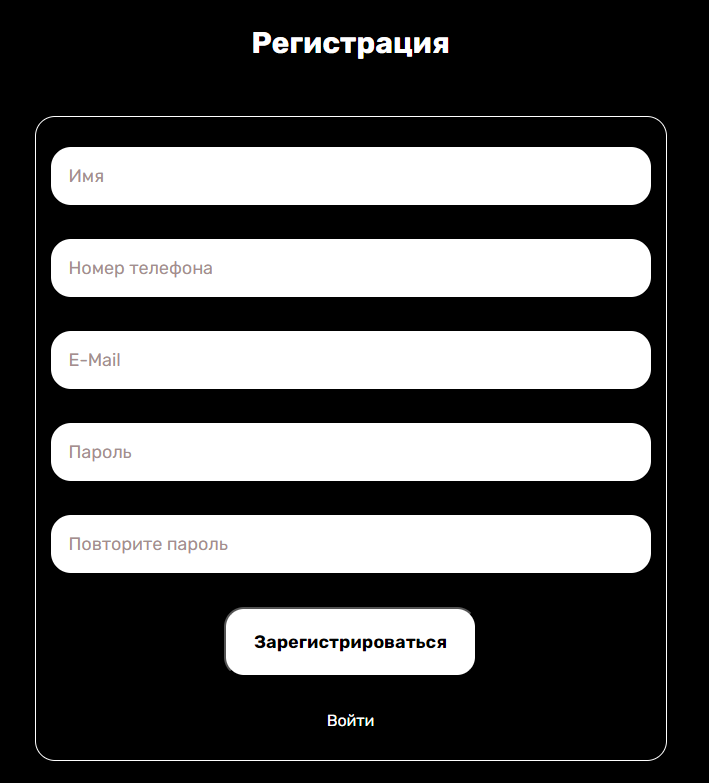 Регистрация
Имя
Номер телефона
E-Mail
Пароль
Повторите пароль
Зарегистрироваться
Войти